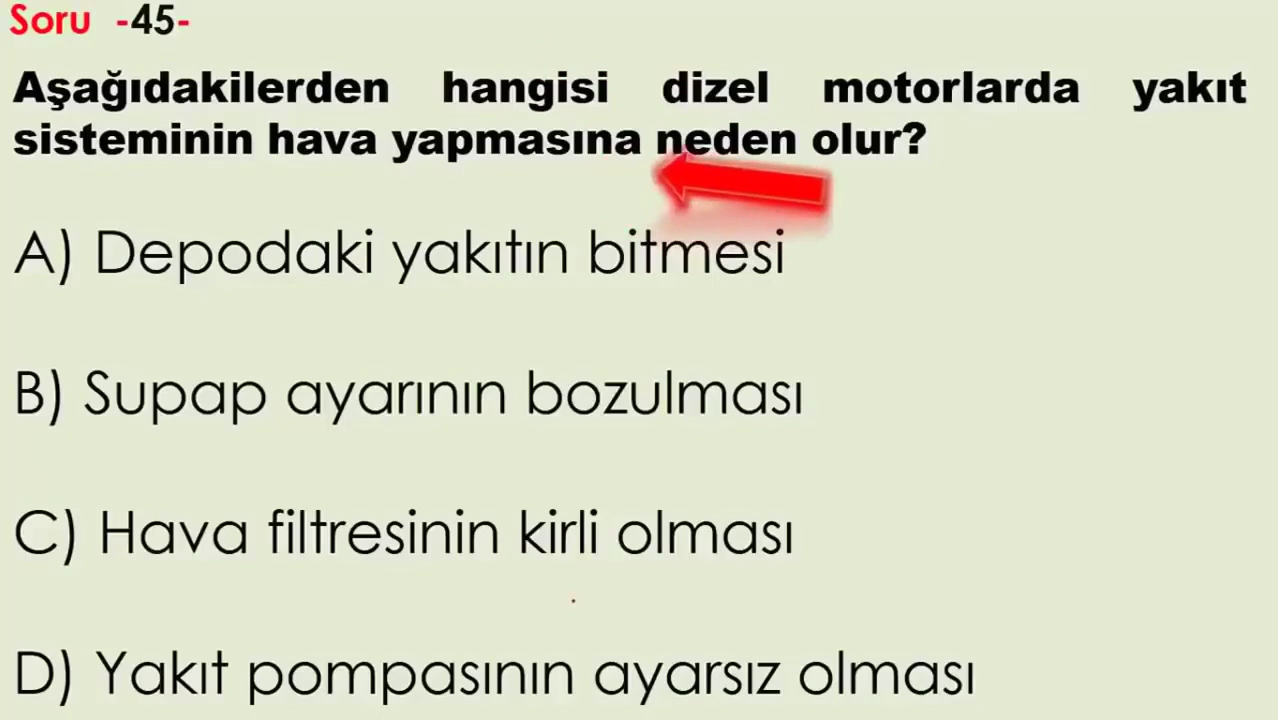 Soru -45-
Aşağıdakilerden hangisi dizel motorlarda yakıt
sisteminin hava yapmasına neden olur?
A) Depodaki yakıtın bitmesi
B) Supap ayarının bozulması
C) Hava filtresinin kirli olması
D) Yakıt pompasının ayarsız olması